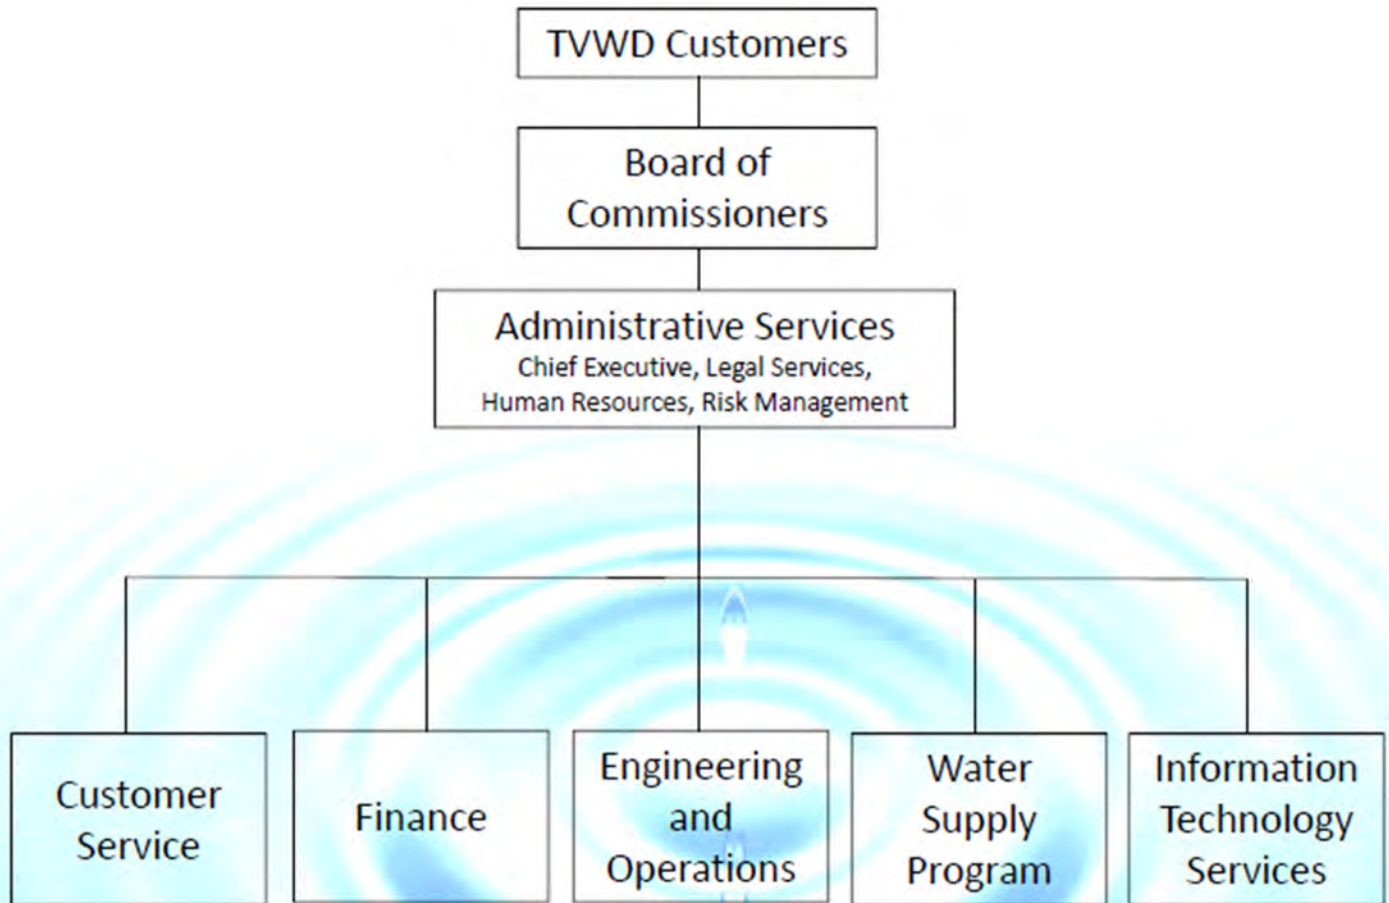 TVWD Customers
Board of
Commissioners
Administrative Services
Chief Executive, Legal Services,
Human Resources, Risk Management
Customer
Service
Finance
Engineering
and
Operations
Water
Supply
Program
Information
Technology
Services